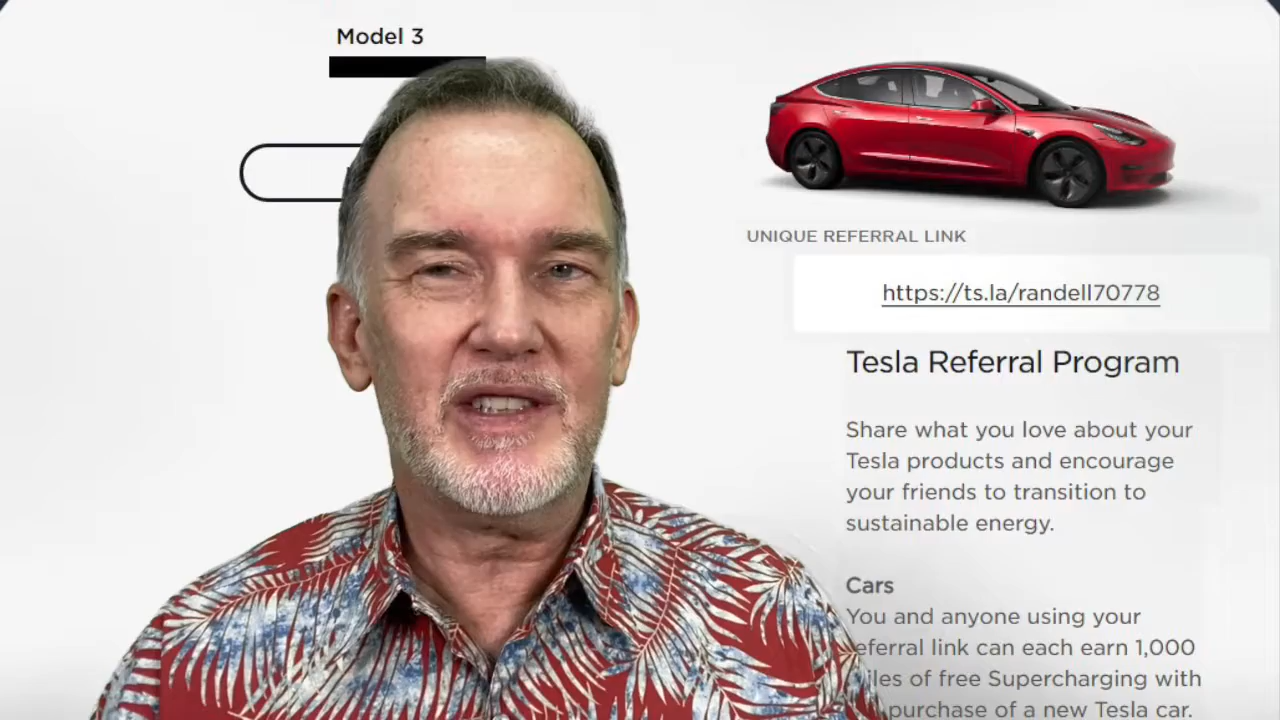 Model 3
UNIQUE REFERRAL LINK
https://ts.la/randell70778
Tesla Referral Program
Share what you love about your
Tesla products and encourage
your friends to transition to
sustainable energy.
Cars
You and anyone using your
referral link can each earn 1,000
miles of free Supercharging with
purchase of a new Tesla car.